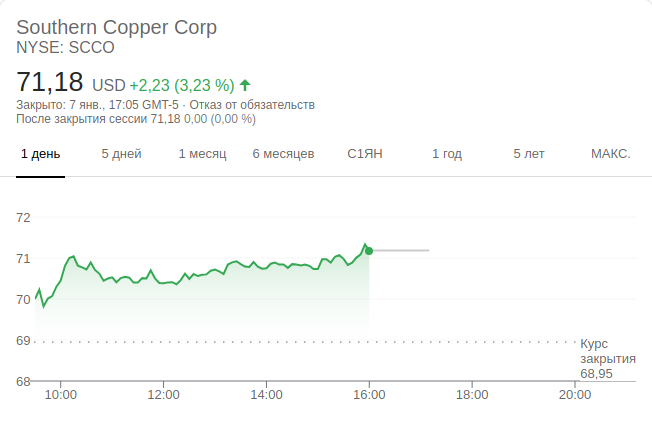 Southern Copper Corp
NYSE: SCCO
71,18 USD +2,23 (3,23 %)
Закрыто: 7 янв., 17:05 GMT-5 · Отказ от обязательств
После закрытия сессии 71,18 0,00 (0,00 %)
1 день 5 дней 1 месяц 6 месяцев С1ЯН 1 год 5 лет МАКС.
72
71
70
69
Курс
закрытия
68,95
68
10:00 12:00 14:00 16:00 18:00 20:00